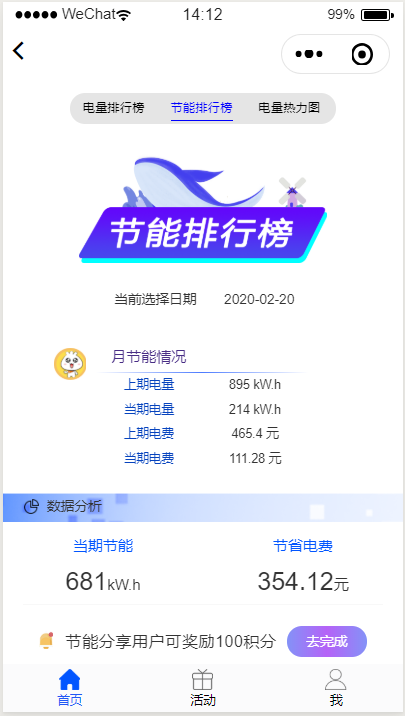 WeChat 14:12 99%
电量排行榜 节能排行榜 电量热力图
节能排行榜
当前选择日期 2020-02-20
月节能情况
上期电量 895 kW.h
当期电量 214 kW.h
上期电费 465.4 元
当期电费 111.28 元
数据分析
当期节能 节省电费
681kW.h 354.12元
节能分享用户可奖励100积分 去完成
首页 活动 我